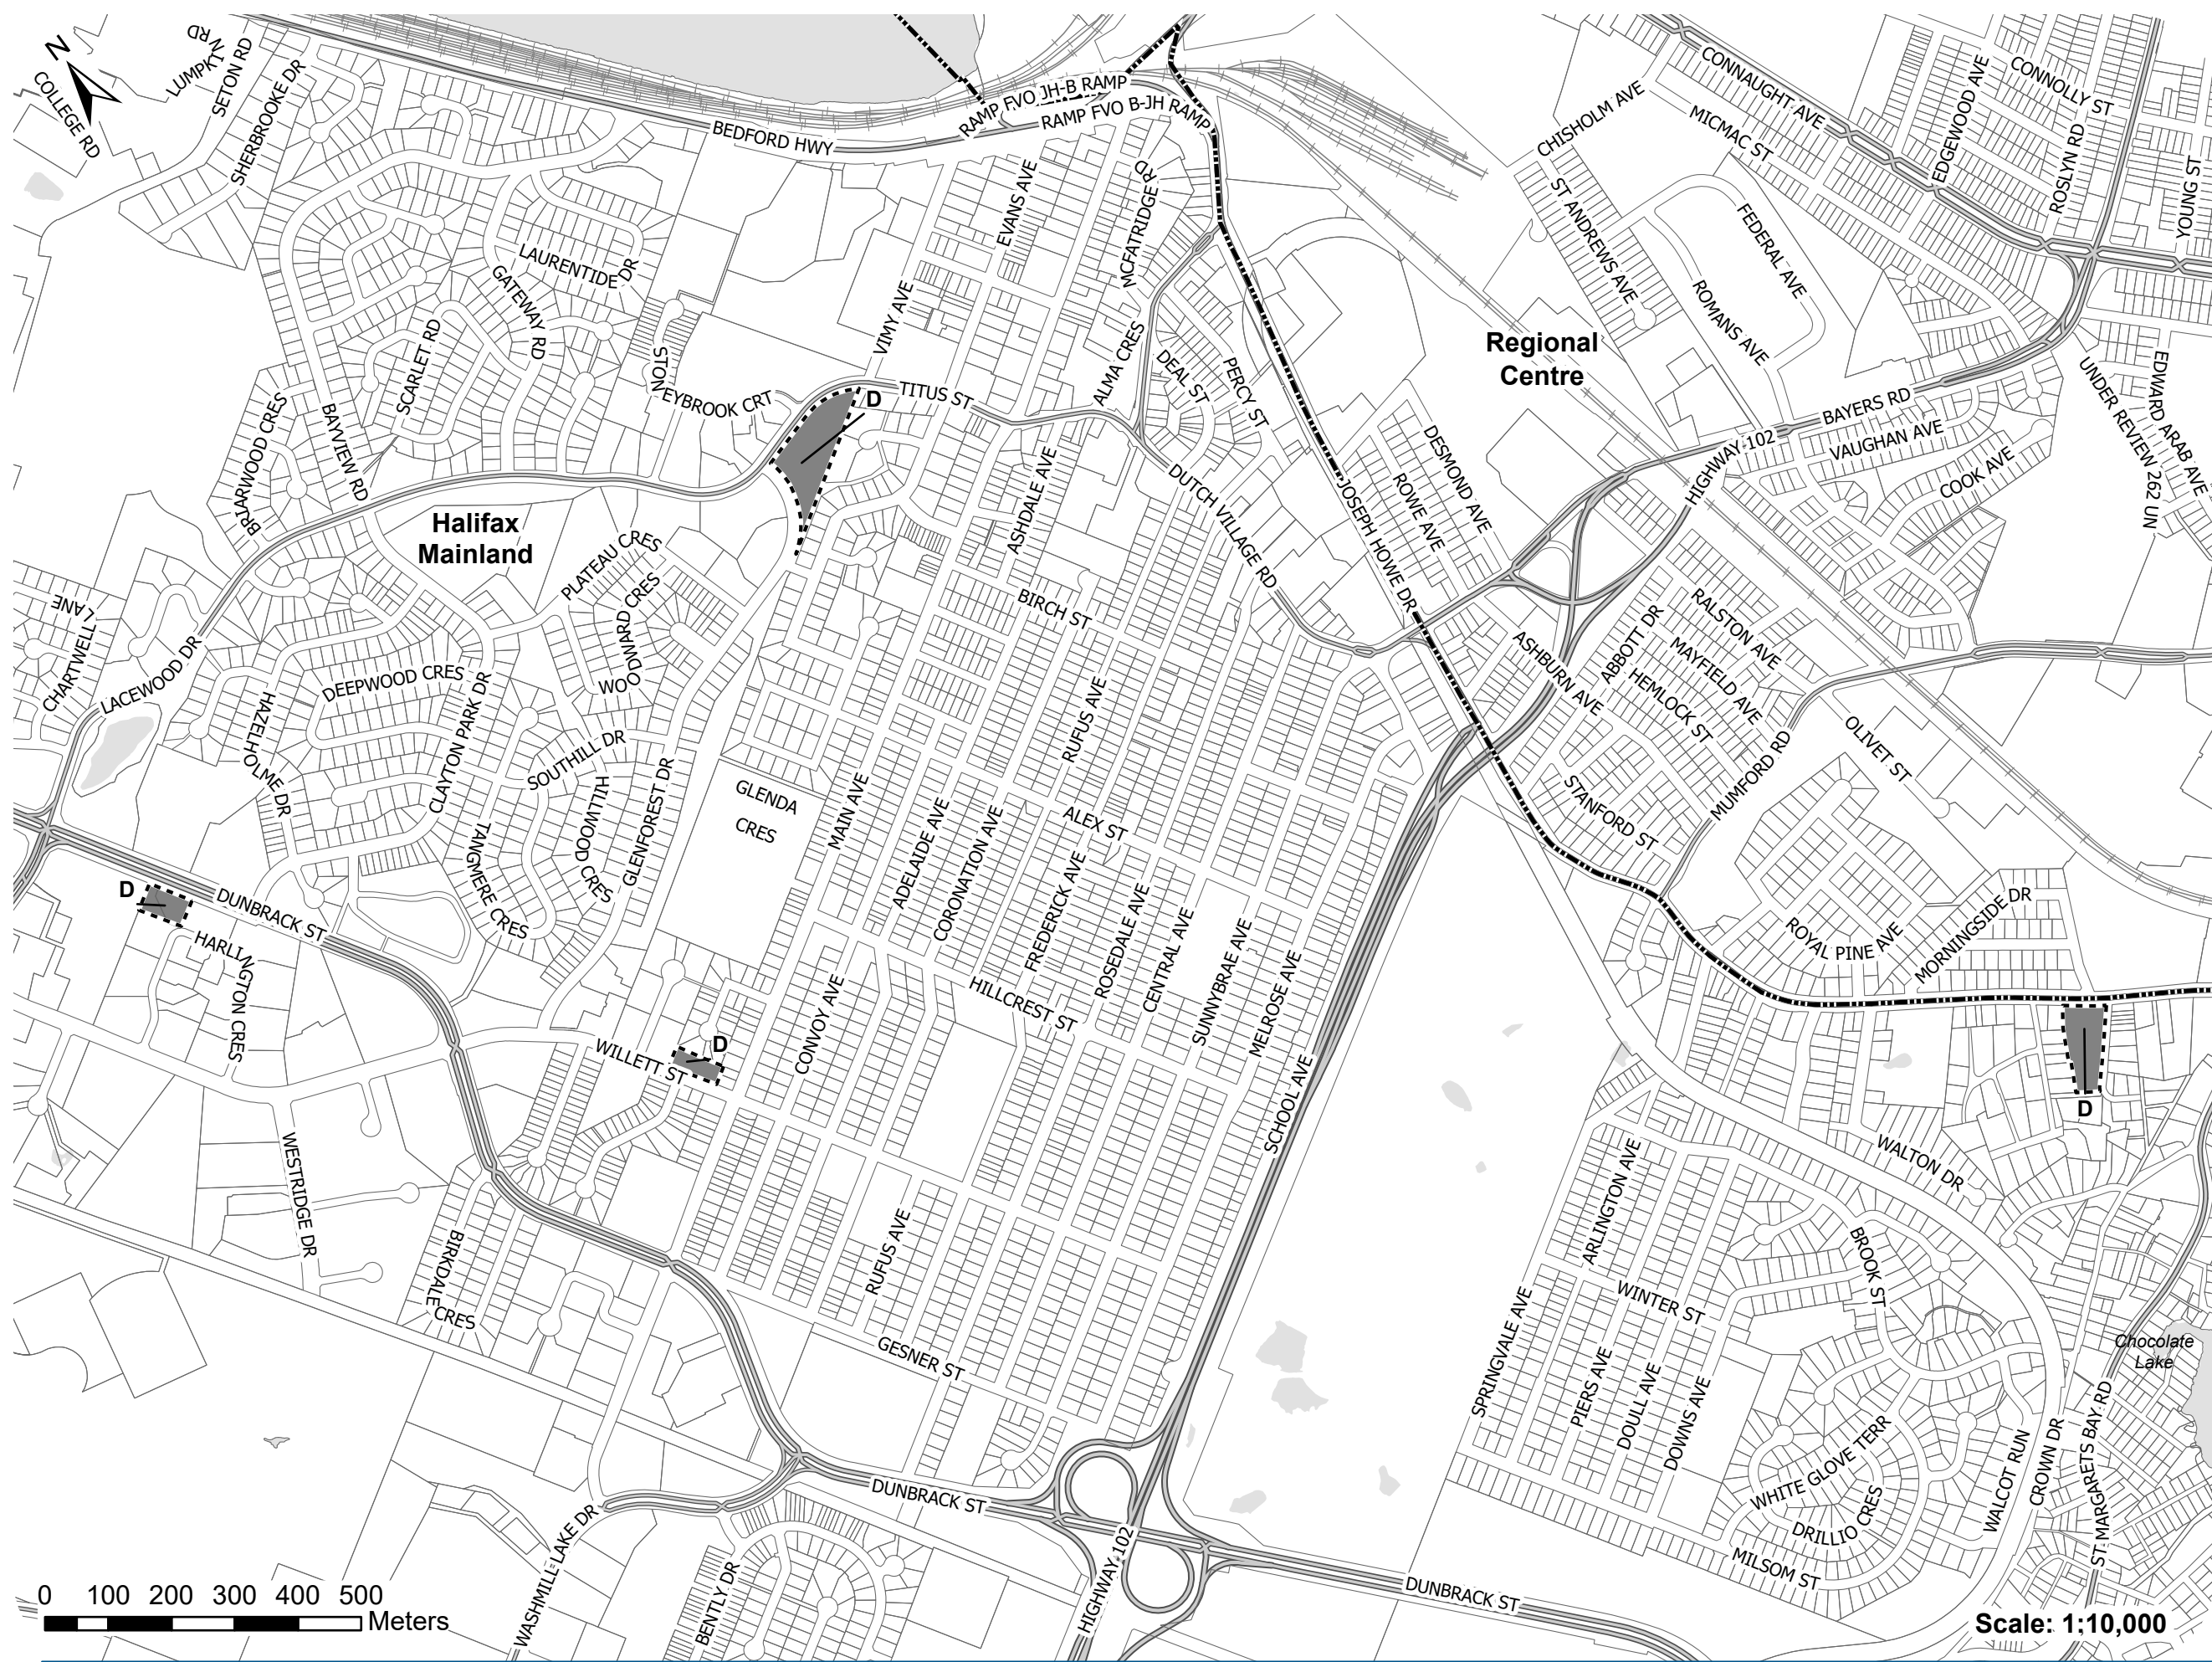 N
COLLEGE RD
LUMPKIN RD
SETON RD
SHERBROOKE DR
BEDFORD HWY
RAMP FVO JH-B RAMP
RAMP FVO B-JH RAMP
CONNAUGHT AVE
MICMAC ST
CHISHOLM AVE
EDGEWOOD AVE
CONNOLLY ST
ROSLYN RD
YOUNG ST
ST ANDREWS AVE
FEDERAL AVE
ROMANS AVE
EVANS AVE
MCFATRIDGE RD
LAURENTIDE DR
GATEWAY RD
SCARLET RD
STONEYBROOK CRT
VIMY AVE
TITUS ST
D
ALMA CRES
DEAL ST
PERCY ST
Regional
Centre
BAYERS RD
HIGHWAY 102
VAUGHAN AVE
COOK AVE
UNDER REVIEW 262 UN
EDWARD ARAB AVE
BRIARWOOD CRES
BAYVIEW RD
Halifax
Mainland
ASHDALE AVE
DUTCH VILLAGE RD
JOSEPH HOWE DR
ROWE AVE
DESMOND AVE
PLATEAU CRES
WOODWARD CRES
BIRCH ST
CHARTWELL LANE
LACEWOOD DR
DEEPWOOD CRES
HAZELHOLME DR
CLAYTON PARK DR
SOUTHILL DR
HILLWOOD CRES
TANGMERE CRES
GLENFOREST DR
GLENDA
CRES
MAIN AVE
ADELAIDE AVE
CORONATION AVE
RUFUS AVE
ALEX ST
FREDERICK AVE
ROSEDALE AVE
CENTRAL AVE
SUNNYBRAE AVE
MELROSE AVE
HILLCREST ST
CONVOY AVE
ASHBURN AVE
ABBOTT DR
RALSTON AVE
MAYFIELD AVE
HEMLOCK ST
STANFORD ST
MUMFORD RD
OLIVET ST
ROYAL PINE AVE
MORNINGSIDE DR
D
DUNBRACK ST
HARLINGTON CRES
D
WILLETT ST
D
SCHOOL AVE
WESTRIDGE DR
BIRKDALE CRES
RUFUS AVE
GESNER ST
WALTON DR
ARLINGTON AVE
BROOK ST
WINTER ST
SPRINGVALE AVE
PIERS AVE
DOULL AVE
DOWNS AVE
WHITE GLOVE TERR
DRILLIO CRES
MILSOM ST
WALCOT RUN
CROWN DR
ST. MARGARETS BAY RD
Chocolate
Lake
DUNBRACK ST
HIGHWAY 102
DUNBRACK ST
WASHMILL LAKE DR
BENTLY DR
0 100 200 300 400 500
Meters
Scale: 1:10,000